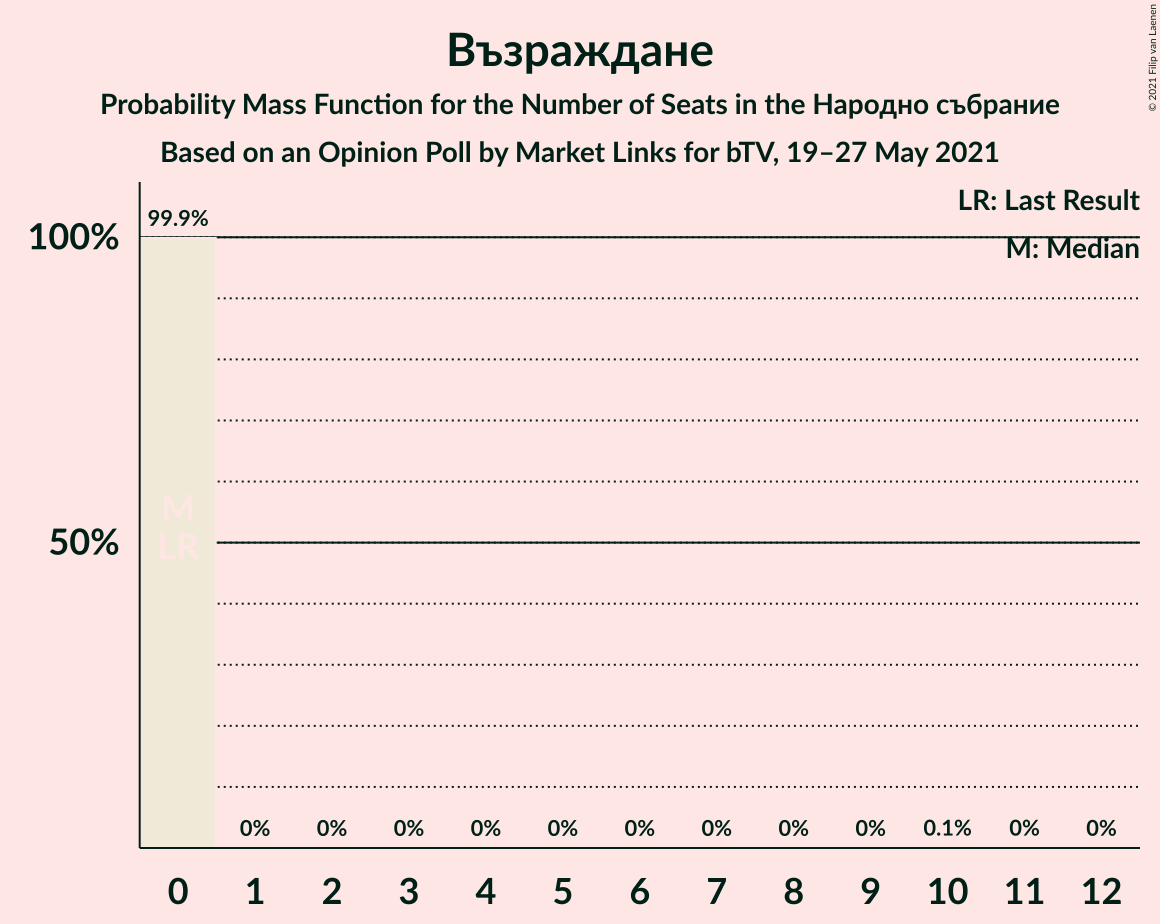 Възраждане
Probability Mass Function for the Number of Seats in the Народно събрание
Based on an Opinion Poll by Market Links for bTV, 19–27 May 2021
© 2021 Filip van Laenen
LR: Last Result
M: Median
99.9%
100%
50%
M
LR
0% 0% 0% 0% 0% 0% 0% 0% 0% 0.1% 0% 0%
0 1 2 3 4 5 6 7 8 9 10 11 12